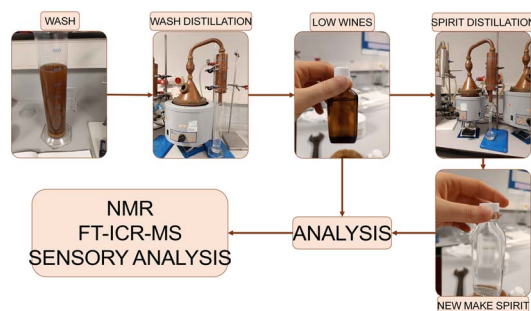 WASH
WASH DISTILLATION
LOW WINES
SPIRIT DISTILLATION
NMR
FT-ICR-MS
SENSORY ANALYSIS
ANALYSIS
NEW MAKE SPIRIT